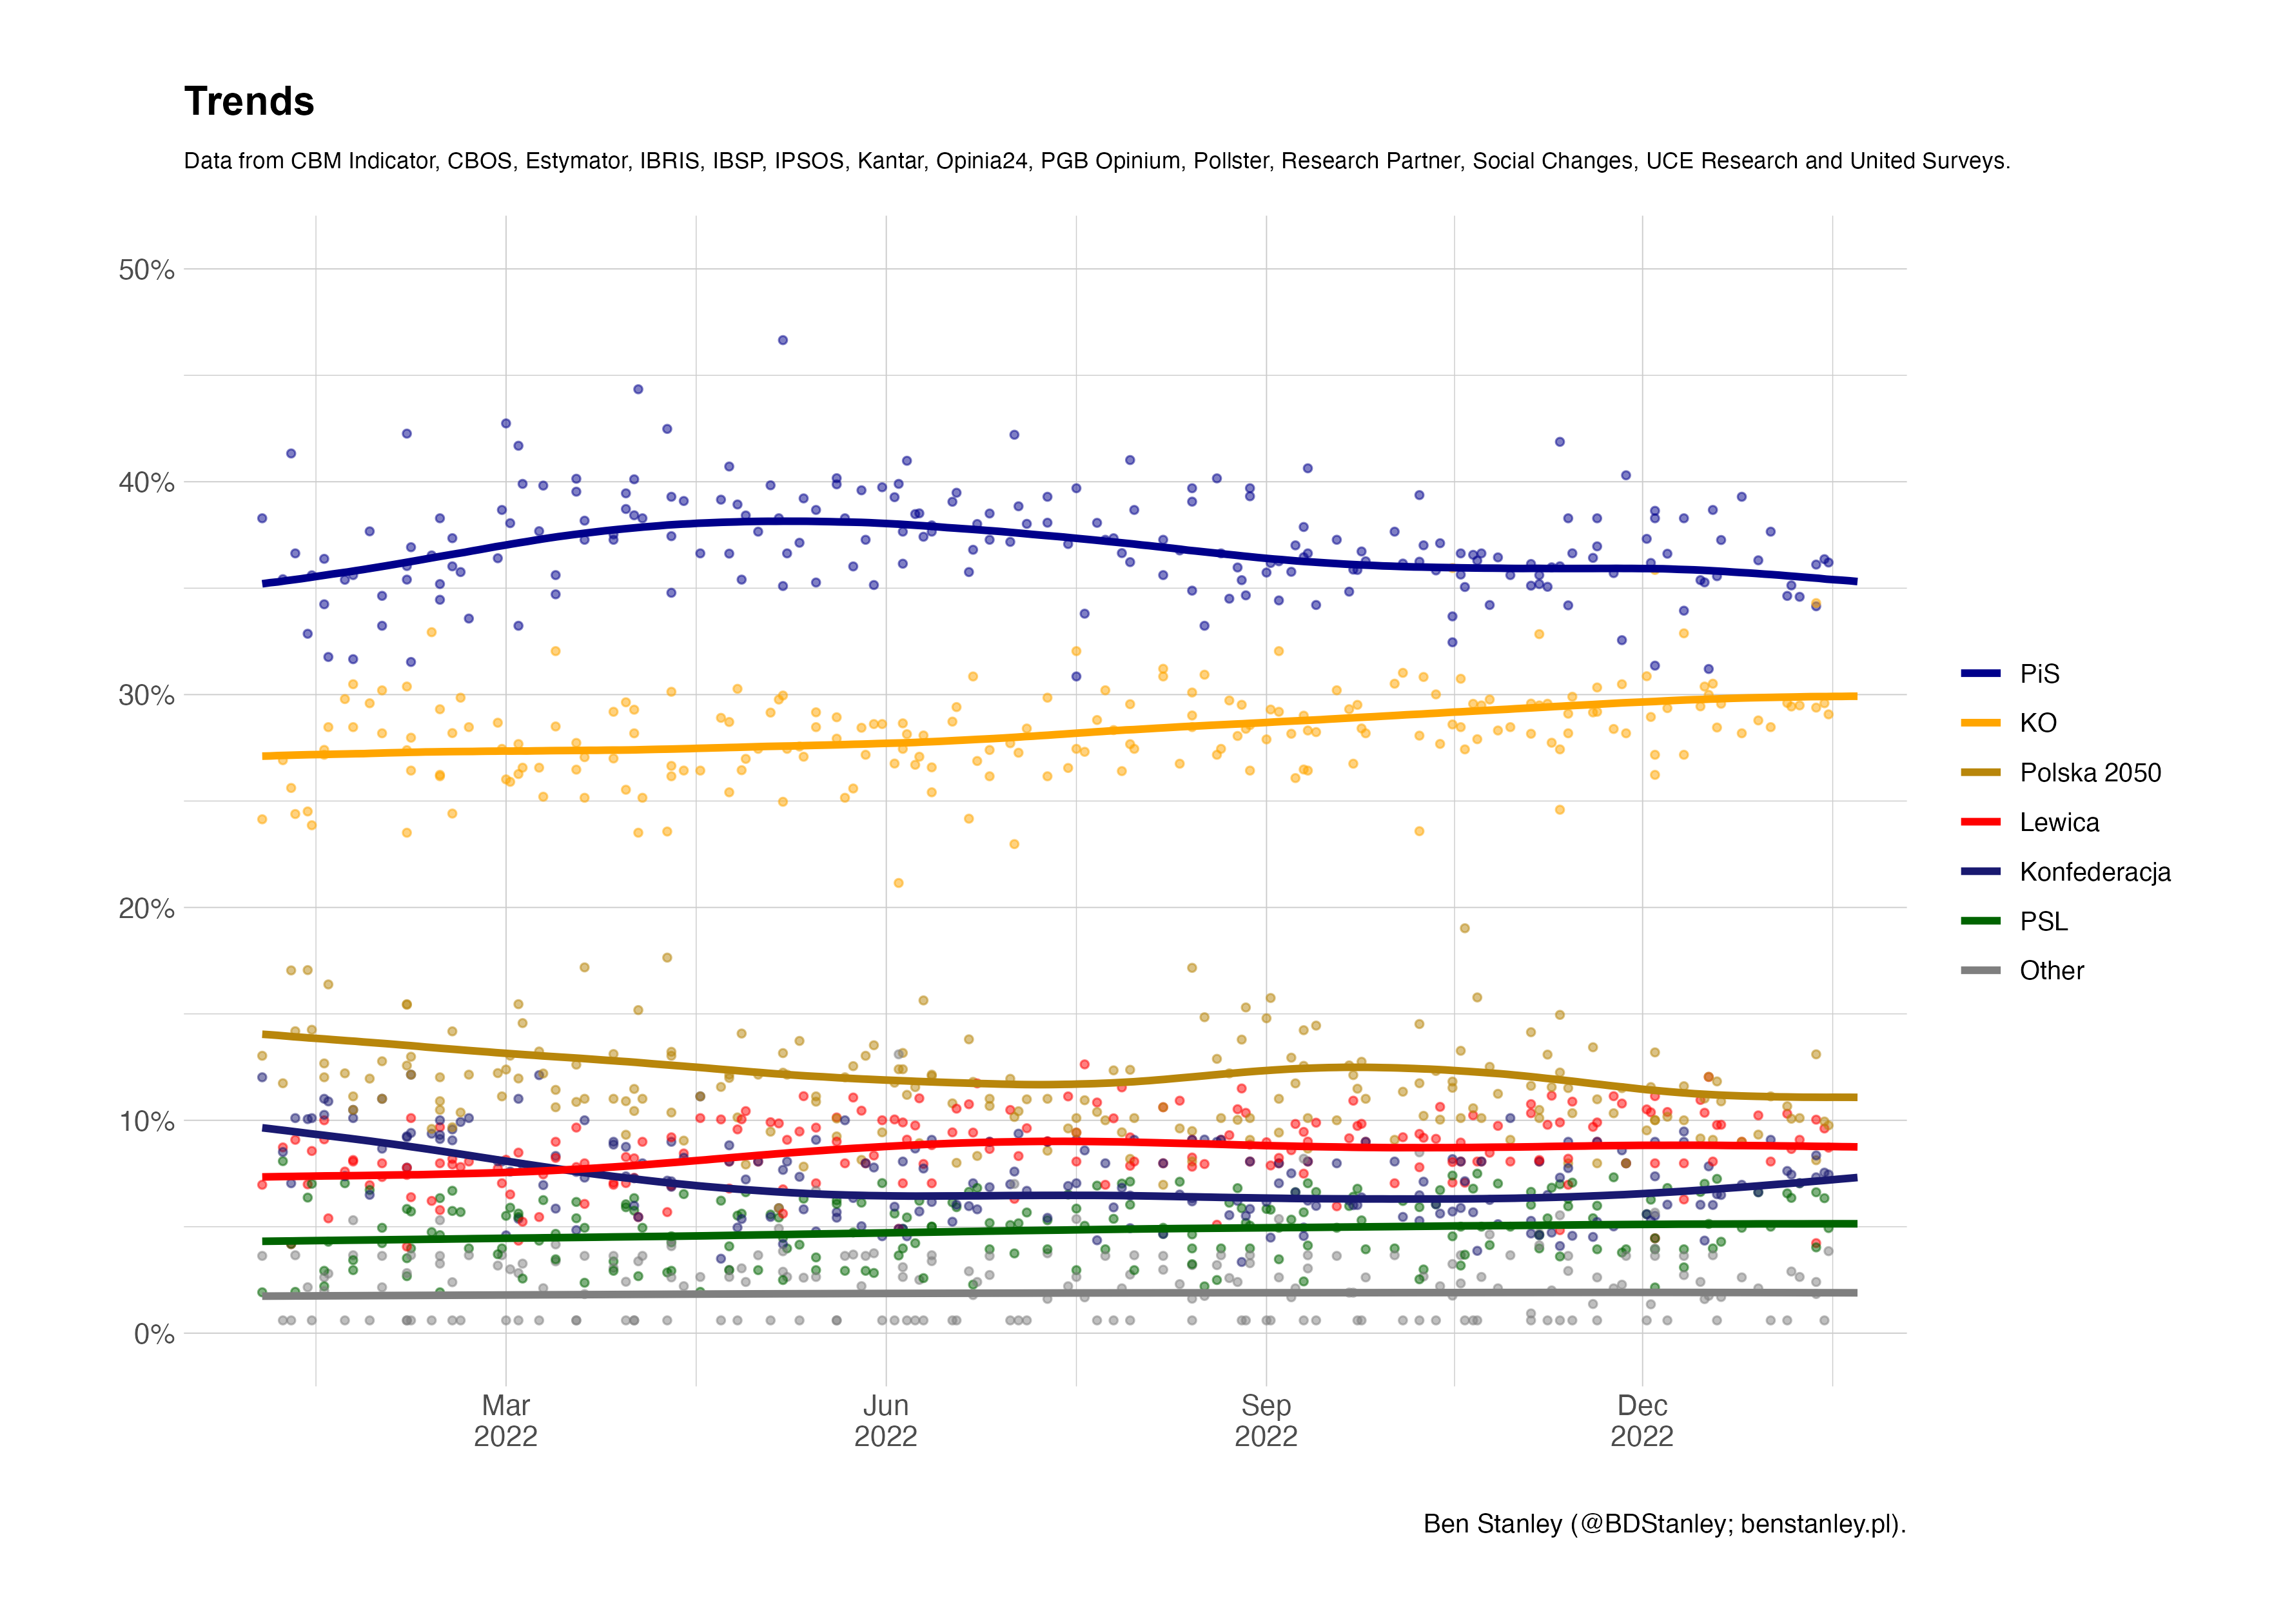 Trends
Data from CBM Indicator, CBOS, Estymator, IBRIS, IBSP, IPSOS, Kantar, Opinia24, PGB Opinium, Pollster, Research Partner, Social Changes, UCE Research and United Surveys.
50%
40%
30%
20%
10%
0%
Mar
2022
Jun
2022
Sep
2022
Dec
2022
PiS
KO
Polska 2050
Lewica
Konfederacja
PSL
Other
Ben Stanley (@BDStanley; benstanley.pl).